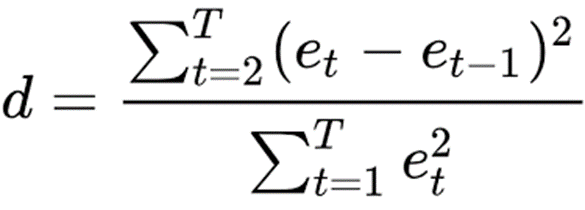 d = \frac{\sum_{t=2}^{T} (e_t - e_{t-1})^2}{\sum_{t=1}^{T} e_t^2}